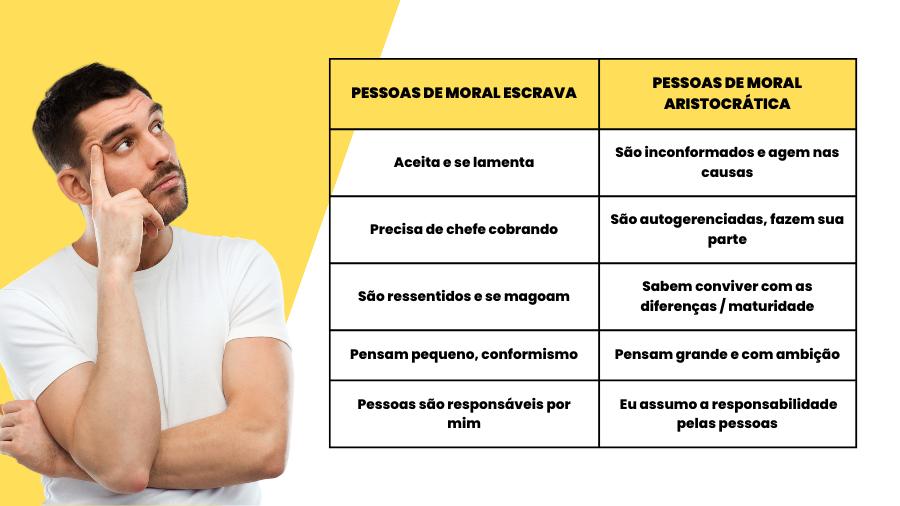 PESSOAS DE MORAL ESCRAVA
PESSOAS DE MORAL
ARISTOCRÁTICA
Aceita e se lamenta
São inconformados e agem nas
causas
Precisa de chefe cobrando
São autogerenciadas, fazem sua
parte
São ressentidos e se magoam
Sabem conviver com as
diferenças / maturidade
Pensam pequeno, conformismo
Pensam grande e com ambição
Pessoas são responsáveis por
mim
Eu assumo a responsabilidade
pelas pessoas